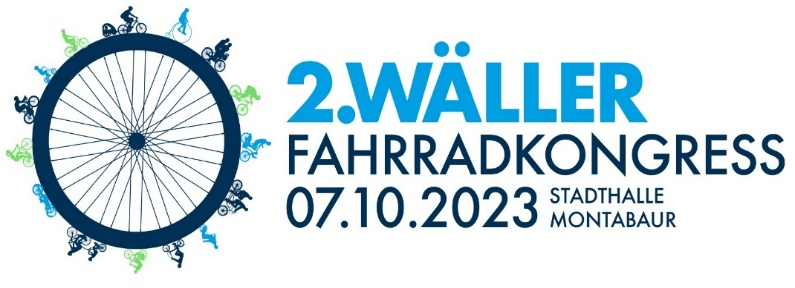 2.WÄLLER
FAHRRADKONGRESS
07.10.2023
STADTHALLE
MONTABAUR